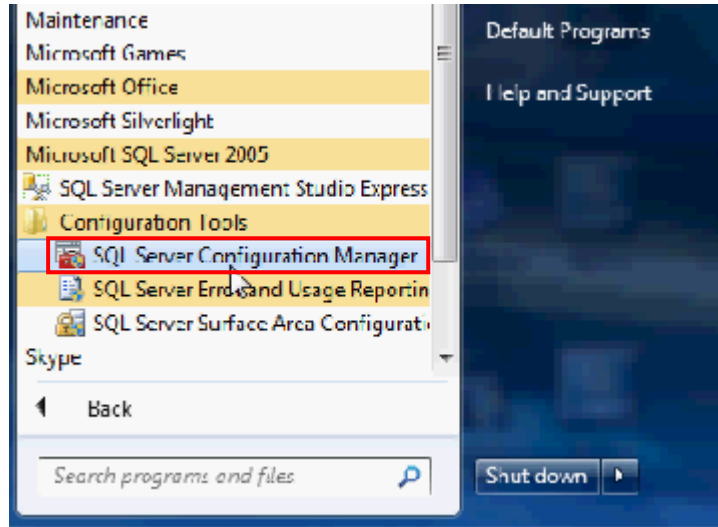 Maintenance
Microsoft Games
Microsoft Office
Microsoft Silverlight
Microsoft SQL Server 2005
SQL Server Management Studio Express
Configuration Tools
SQL Server Configuration Manager
SQL Server Error and Usage Reportin
SQL Server Surface Area Configurati
Skype
Back
Search programs and files
Default Programs
Help and Support
Shut down